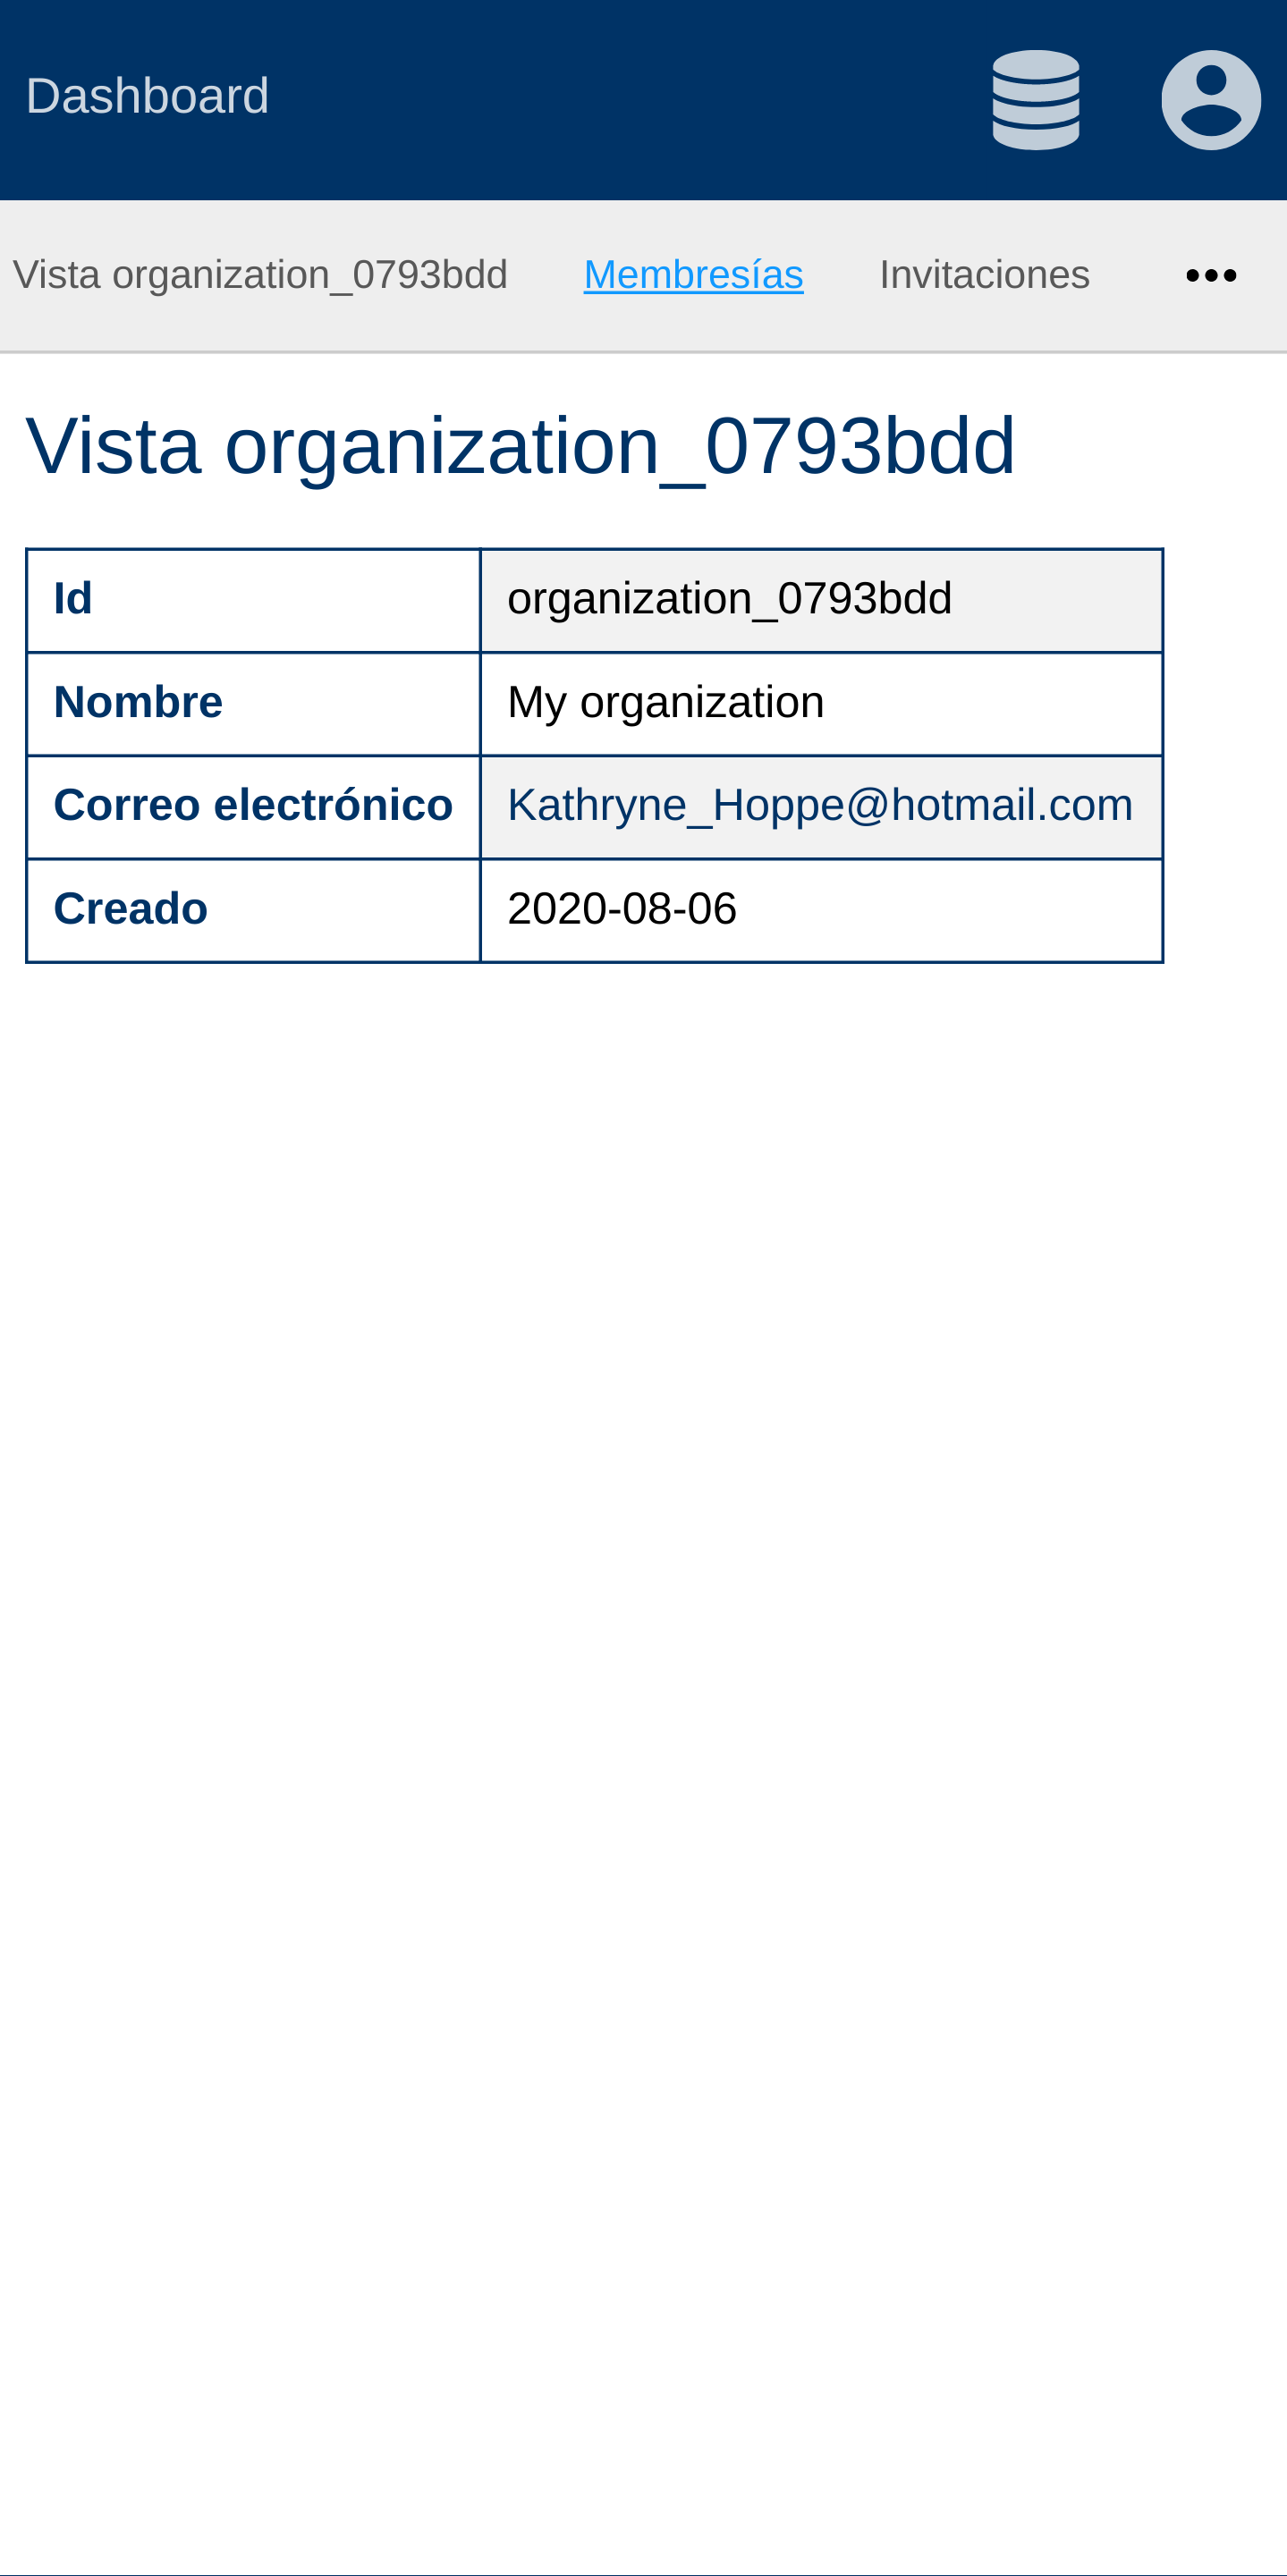 Dashboard
Vista organization_0793bdd Membresías Invitaciones
Vista organization_0793bdd
Id organization_0793bdd
Nombre My organization
Correo electrónico Kathryne_Hoppe@hotmail.com
Creado 2020-08-06